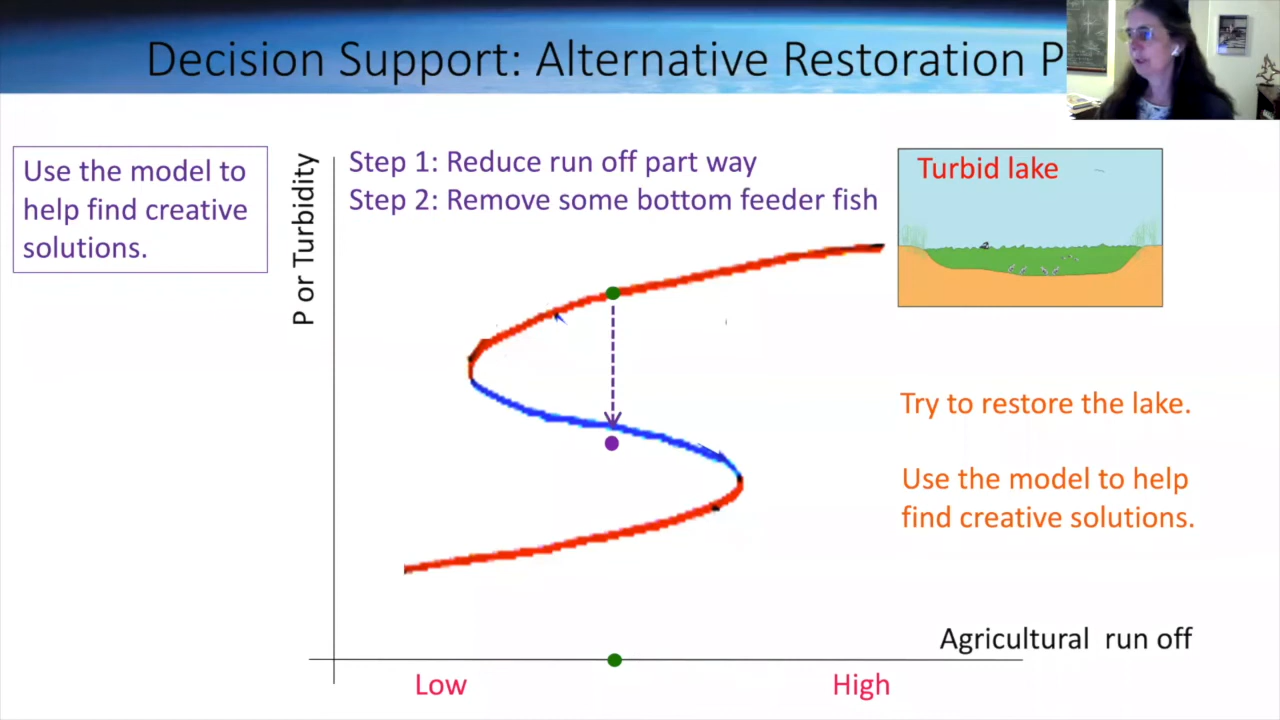 Decision Support: Alternative Restoration P
Use the model to
help find creative
solutions.
P or Turbidity
Step 1: Reduce run off part way
Step 2: Remove some bottom feeder fish
Turbid lake
Try to restore the lake.
Use the model to help
find creative solutions.
Agricultural run off
Low
High